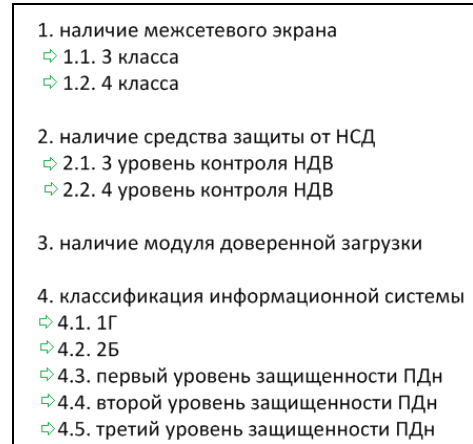 1. наличие межсетевого экрана
⇨ 1.1. 3 класса
⇨ 1.2. 4 класса
2. наличие средства защиты от НСД
⇨ 2.1. 3 уровень контроля НДВ
⇨ 2.2. 4 уровень контроля НДВ
3. наличие модуля доверенной загрузки
4. классификация информационной системы
⇨ 4.1. 1Г
⇨ 4.2. 2Б
⇨ 4.3. первый уровень защищенности ПДн
⇨ 4.4. второй уровень защищенности ПДн
⇨ 4.5. третий уровень защищенности ПДн